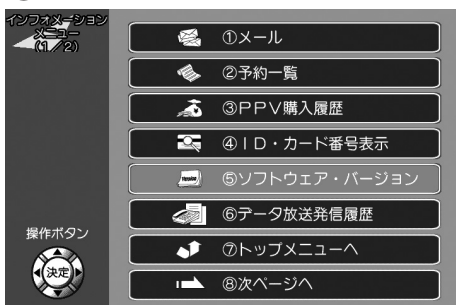 インフォメーション
メニュー
(1／2)
①メール
②予約一覧
③PPV購入履歴
④ID・カード番号表示
⑤ソフトウェア・バージョン
⑥データ放送発信履歴
⑦トップメニューへ
⑧次ページへ
操作ボタン
決定